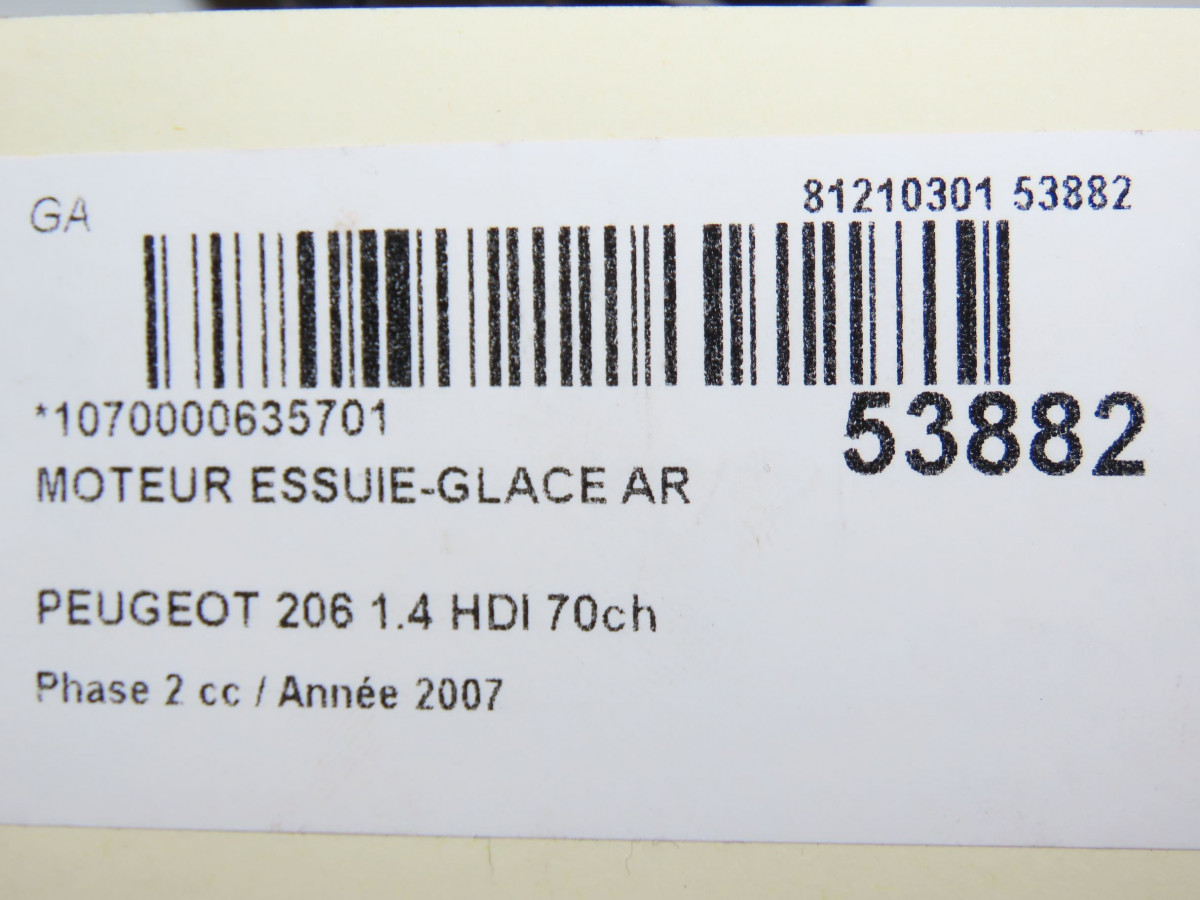 GA
81210301 53882
*1070000635701
53882
MOTEUR ESSUIE-GLACE AR
PEUGEOT 206 1.4 HDI 70ch
Phase 2 cc / Année 2007